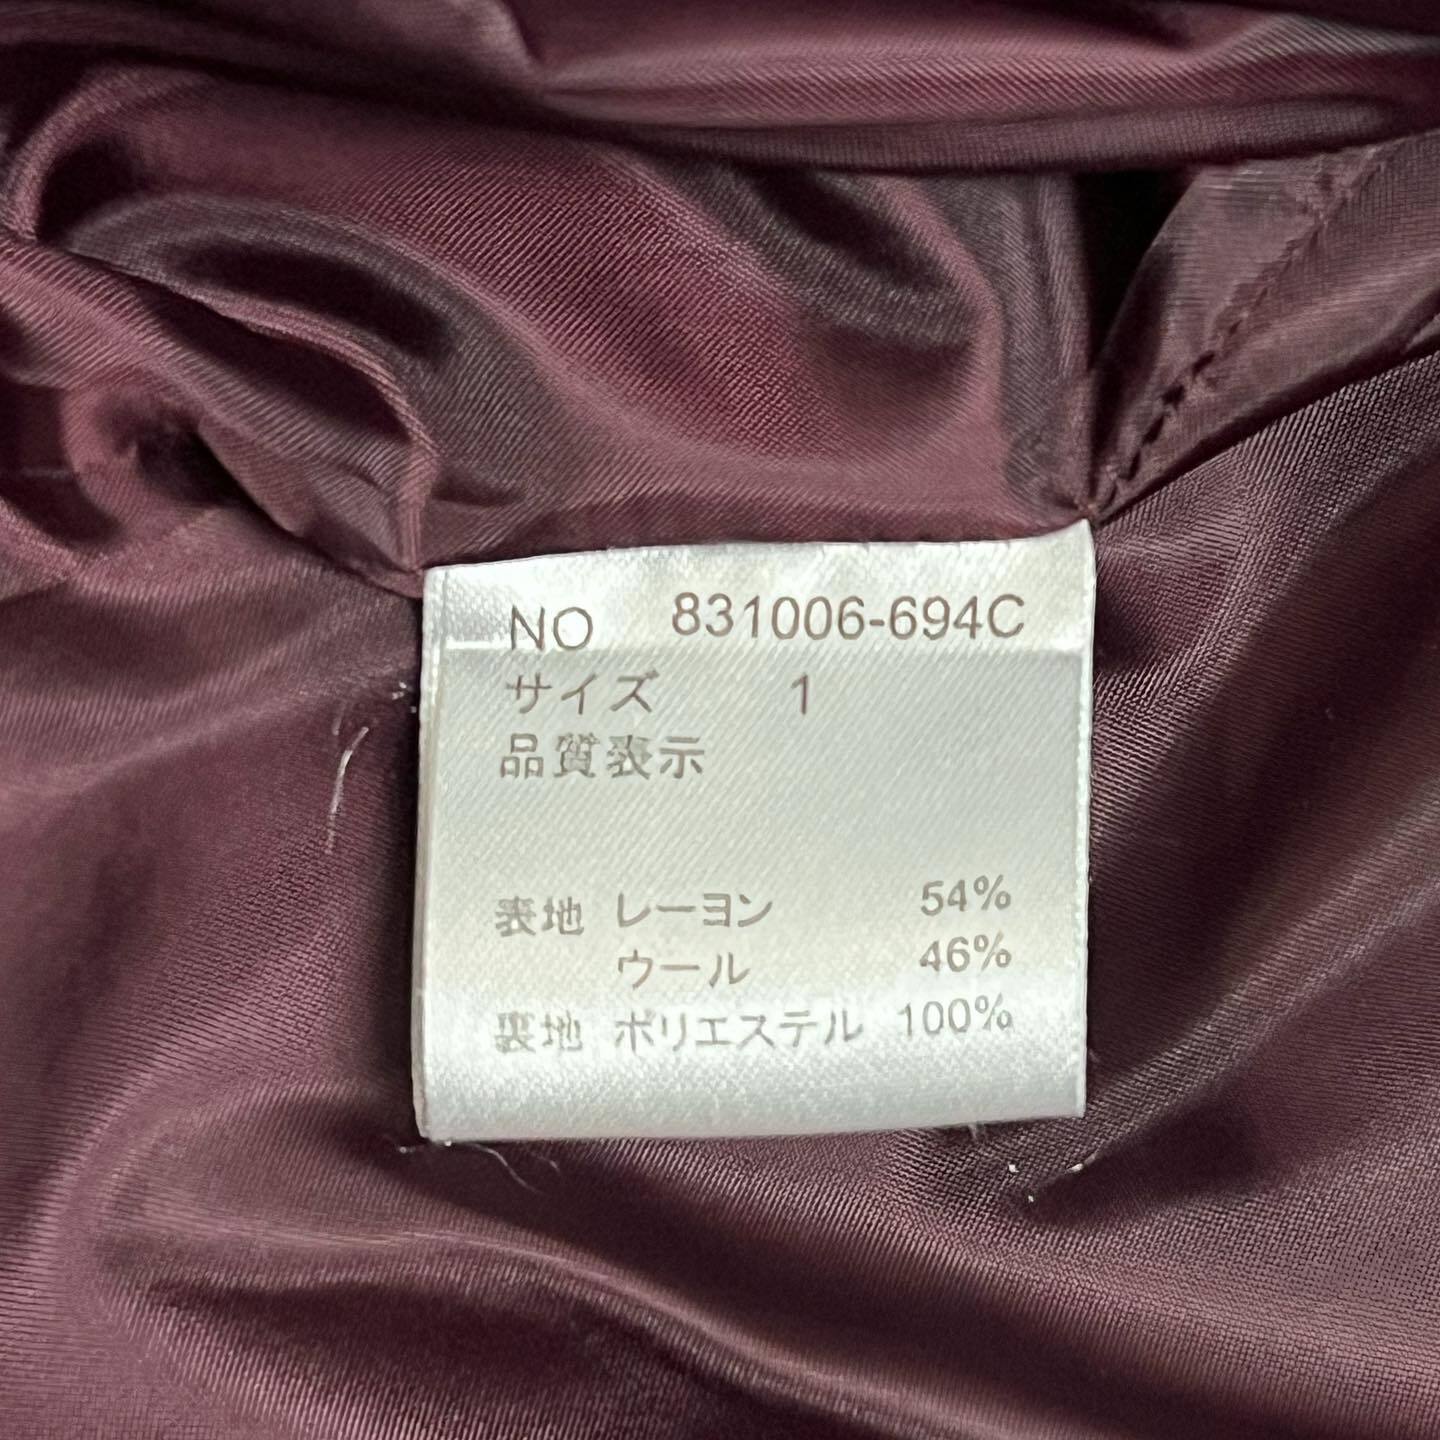 NO 831006-694C
サイズ 1
品質表示
表地 レーヨン 54%
ウール 46%
裏地 ポリエステル 100%